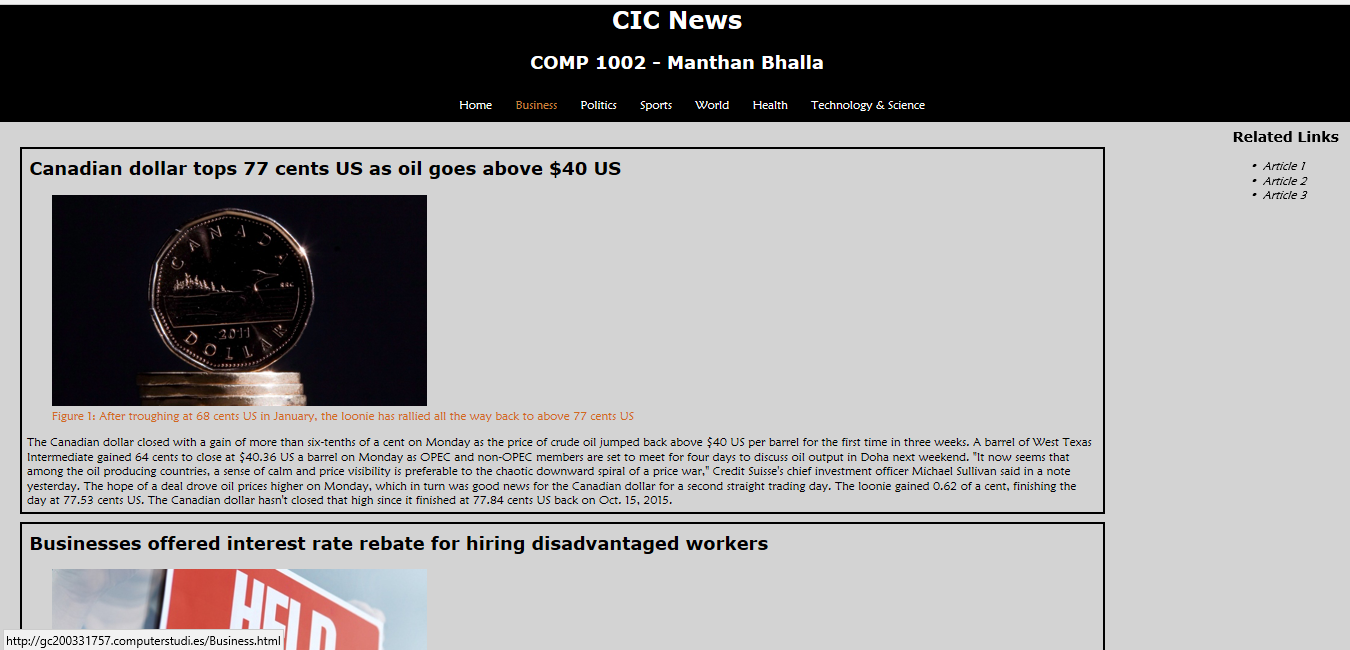 CIC News
COMP 1002 - Manthan Bhalla
Home Business Politics Sports World Health Technology & Science
Related Links
• Article 1
• Article 2
• Article 3
Canadian dollar tops 77 cents US as oil goes above $40 US
CANADA
2011
DOLLAR
Figure 1: After troughing at 68 cents US in January, the loonie has rallied all the way back to above 77 cents US
The Canadian dollar closed with a gain of more than six-tenths of a cent on Monday as the price of crude oil jumped back above $40 US per barrel for the first time in three weeks. A barrel of West Texas
Intermediate gained 64 cents to close at $40.36 US a barrel on Monday as OPEC and non-OPEC members are set to meet for four days to discuss oil output in Doha next weekend. "It now seems that
among the oil producing countries, a sense of calm and price visibility is preferable to the chaotic downward spiral of a price war," Credit Suisse's chief investment officer Michael Sullivan said in a note
yesterday. The hope of a deal drove oil prices higher on Monday, which in turn was good news for the Canadian dollar for a second straight trading day. The loonie gained 0.62 of a cent, finishing the
day at 77.53 cents US. The Canadian dollar hasn't closed that high since it finished at 77.84 cents US back on Oct. 15, 2015.
Businesses offered interest rate rebate for hiring disadvantaged workers
HELP
http://gc200331757.computerstudi.es/Business.html